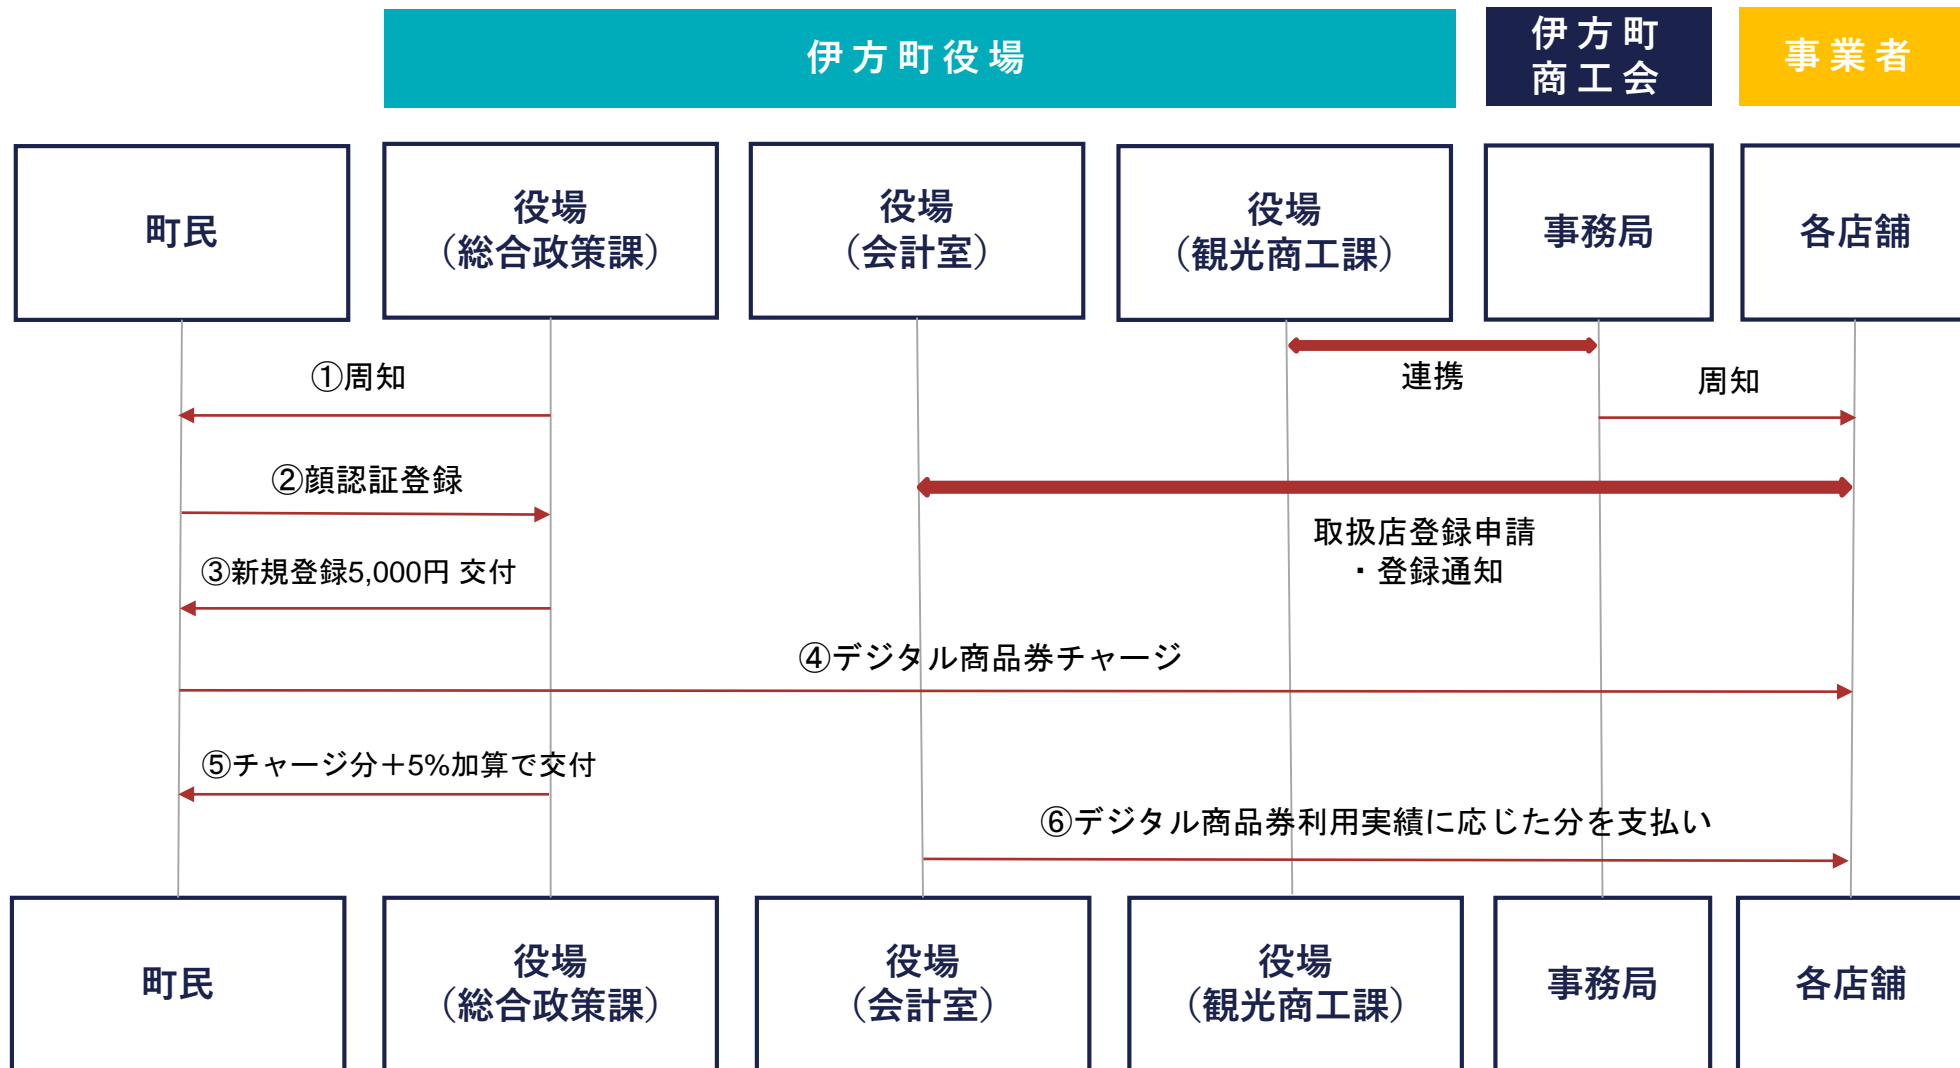 伊方町役場
伊方町
商工会
事業者
町民
役場
（総合政策課）
役場
（会計室）
役場
（観光商工課）
事務局
各店舗
①周知
連携
周知
②顔認証登録
取扱店登録申請
・登録通知
③新規登録5,000円 交付
④デジタル商品券チャージ
⑤チャージ分＋5%加算で交付
⑥デジタル商品券利用実績に応じた分を支払い
町民
役場
（総合政策課）
役場
（会計室）
役場
（観光商工課）
事務局
各店舗